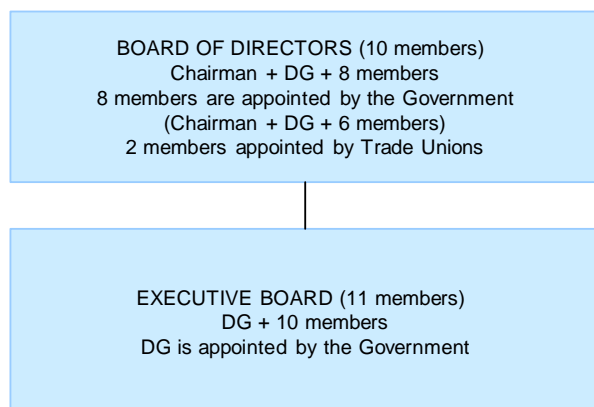 BOARD OF DIRECTORS (10 members)
Chairman + DG + 8 members
8 members are appointed by the Government
(Chairman + DG + 6 members)
2 members appointed by Trade Unions
EXECUTIVE BOARD (11 members)
DG + 10 members
DG is appointed by the Government